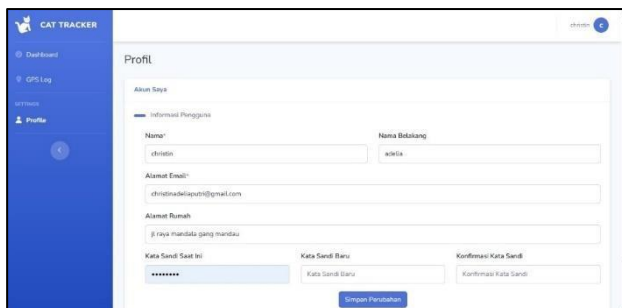 CAT TRACKER
christin C
Dashboard
GPS Log
SETTINGS
Profile
Profil
Akun Saya
Informasi Pengguna
Nama* Nama Belakang
christin adelia
Alamat Email*
christinadeliaputri@gmail.com
Alamat Rumah
jl raya mandala gang mandau
Kata Sandi Saat Ini Kata Sandi Baru Konfirmasi Kata Sandi
•••••••• Kata Sandi Baru Konfirmasi Kata Sandi
Simpan Perubahan